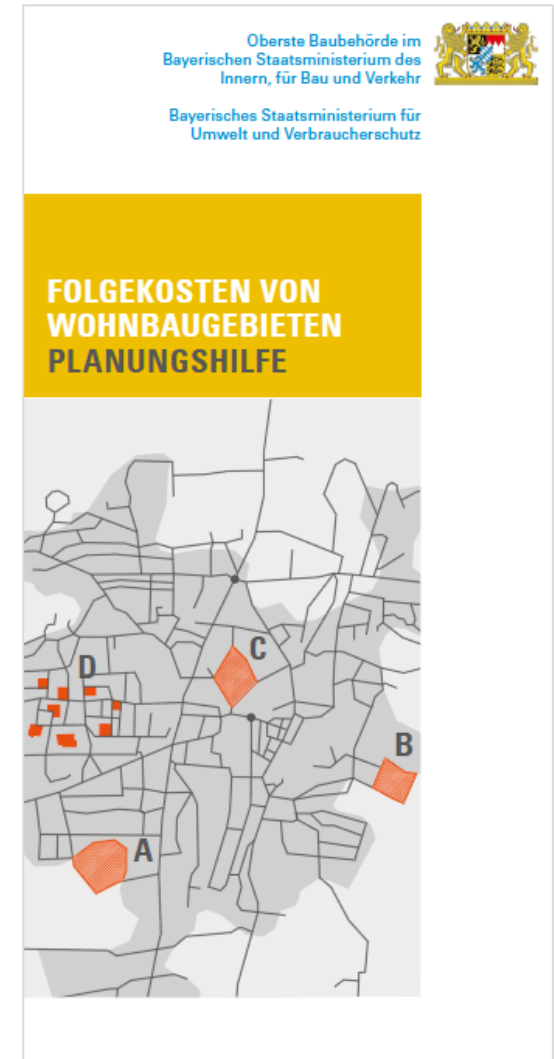 Oberste Baubehörde im
Bayerischen Staatsministerium des
Innern, für Bau und Verkehr
Bayerisches Staatsministerium für
Umwelt und Verbraucherschutz
FOLGEKOSTEN VON
WOHNBAUGEBIETEN
PLANUNGSHILFE
C
D
B
A